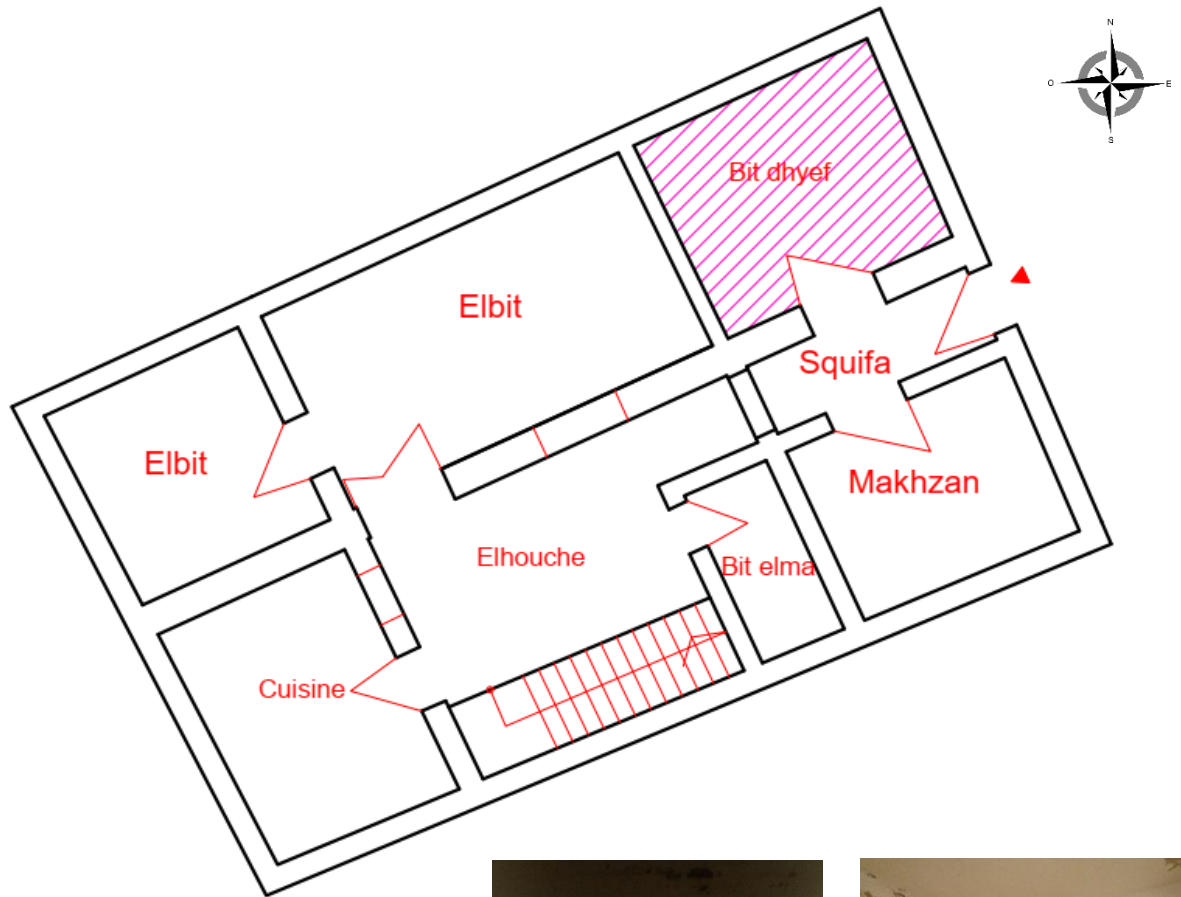 N
O
E
S
Bit dhyef
Elbit
Squifa
Elbit
Makhzan
Elhouche
Bit elma
Cuisine